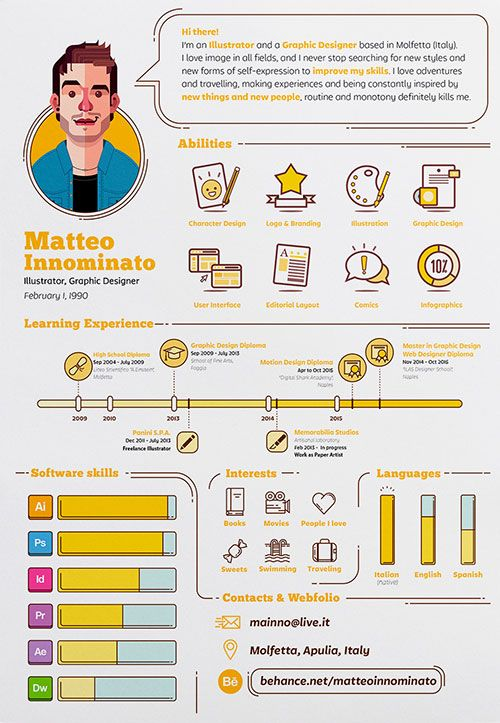 Hi there!
I'm an Illustrator and a Graphic Designer based in Molfetta (Italy).
I love image in all fields, and I never stop searching for new styles and
new forms of self-expression to improve my skills. I love adventures
and travelling, making experiences and being constantly inspired by
new things and new people, routine and monotony definitely kills me.
Matteo
Innominato
Illustrator, Graphic Designer
February 1, 1990
Abilities
Character Design
Logo & Branding
Illustration
Graphic Design
User Interface
Editorial Layout
Comics
10%
Infographics
Learning Experience
High School Diploma
Sep 2004 - July 2009
Liceo Scientifico "A.Einstein",
Molfetta
Graphic Design Diploma
Sep 2009 - July 2013
School of Fine Arts,
Foggia
Motion Design Diploma
Apr to Oct 2015
"Digital Shark Academy",
Naples
Master in Graphic Design
Web Designer Diploma
Nov 2014 - Oct 2015
"ILAS Designer School",
Naples
2009
2010
2013
2014
2015
Panini S.P.A.
Dec 2011 - July 2013
Freelance Illustrator
Memorabilia Studios
Artisanal Laboratory
Feb 2013 - In progress
Work as Paper Artist
Software skills
Ai
Ps
Id
Pr
Ae
Dw
Interests
Books
Movies
People I love
Sweets
Swimming
Traveling
Languages
Italian
(native)
English
Spanish
Contacts & Webfolio
mainno@live.it
Molfetta, Apulia, Italy
Bē
behance.net/matteoinnominato